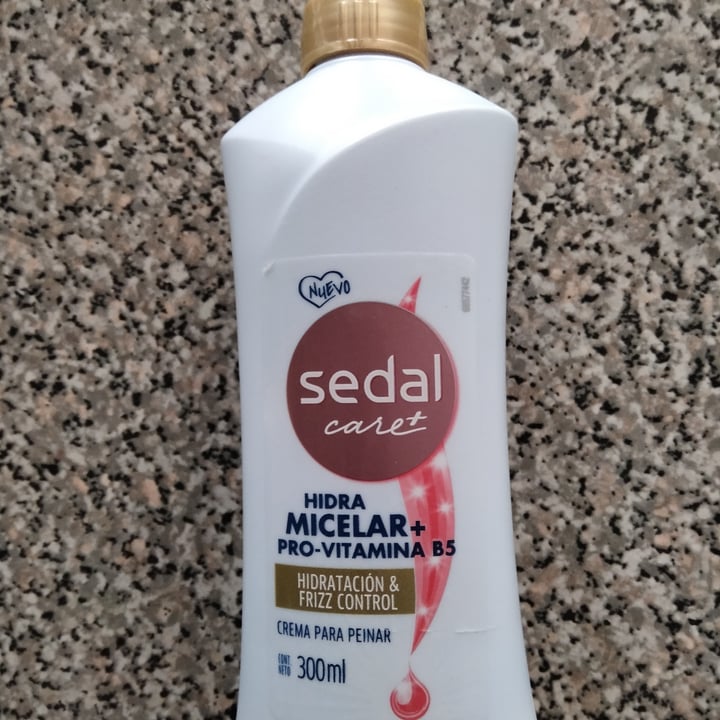 NUEVO
sedal
care+
HIDRA
MICELAR+
PRO-VITAMINA B5
HIDRATACIÓN &
FRIZZ CONTROL
CREMA PARA PEINAR
CONT.
NETO
300ml